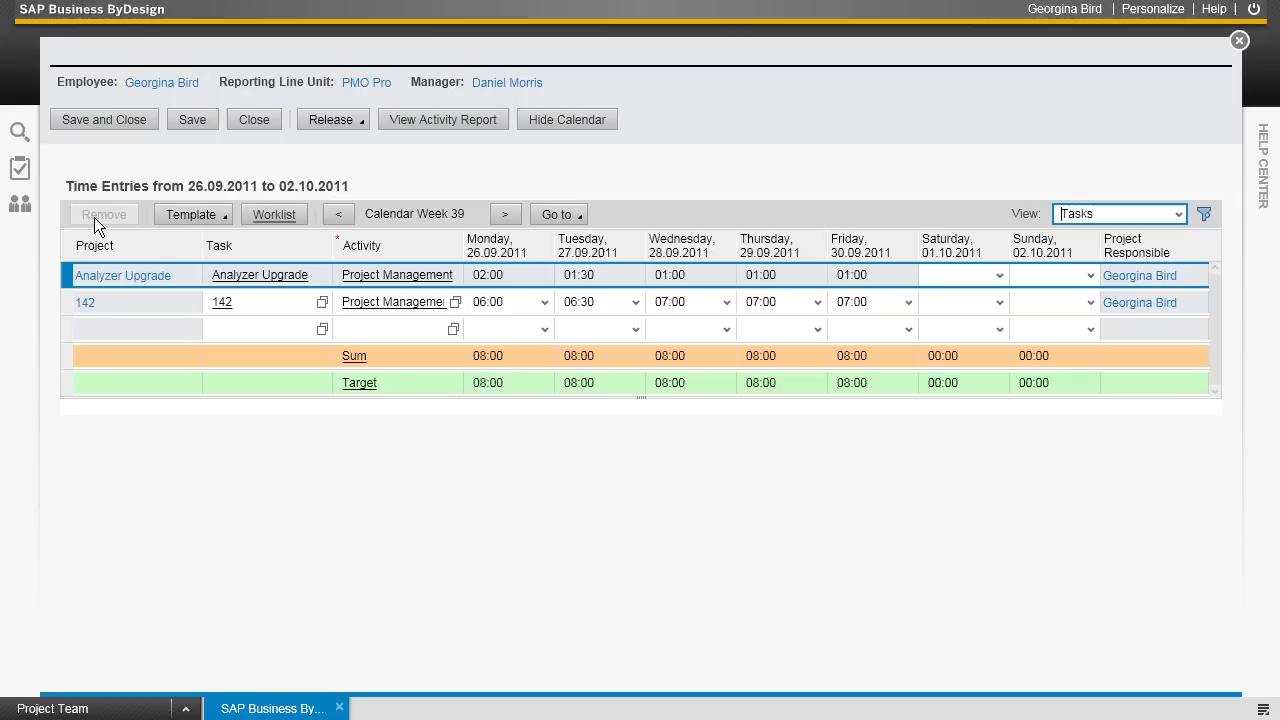 SAP Business ByDesign
Georgina Bird | Personalize | Help |
Employee: Georgina Bird Reporting Line Unit: PMO Pro Manager: Daniel Morris
Save and Close Save Close Release View Activity Report Hide Calendar
HELP CENTER
Time Entries from 26.09.2011 to 02.10.2011
Remove Template Worklist < Calendar Week 39 > Go to View: Tasks
Project Task * Activity Monday, 26.09.2011 Tuesday, 27.09.2011 Wednesday, 28.09.2011 Thursday, 29.09.2011 Friday, 30.09.2011 Saturday, 01.10.2011 Sunday, 02.10.2011 Project Responsible
Analyzer Upgrade Analyzer Upgrade Project Management 02:00 01:30 01:00 01:00 01:00 Georgina Bird
142 142 Project Manageme 06:00 06:30 07:00 07:00 07:00 Georgina Bird
Sum 08:00 08:00 08:00 08:00 08:00 00:00 00:00
Target 08:00 08:00 08:00 08:00 08:00 00:00 00:00
Project Team SAP Business By...